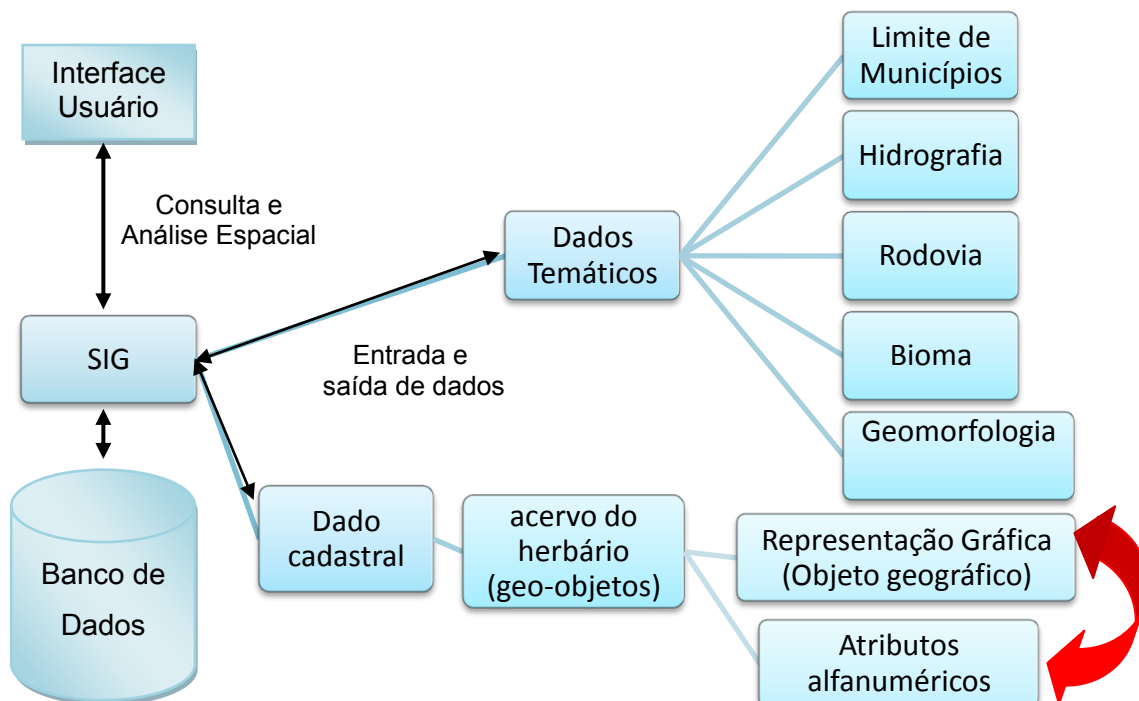 Interface
Usuário
Consulta e
Análise Espacial
SIG
Banco de
Dados
Entrada e
saída de dados
Dados
Temáticos
Limite de
Municípios
Hidrografia
Rodovia
Bioma
Geomorfologia
Dado
cadastral
acervo do
herbário
(geo-objetos)
Representação Gráfica
(Objeto geográfico)
Atributos
alfanuméricos